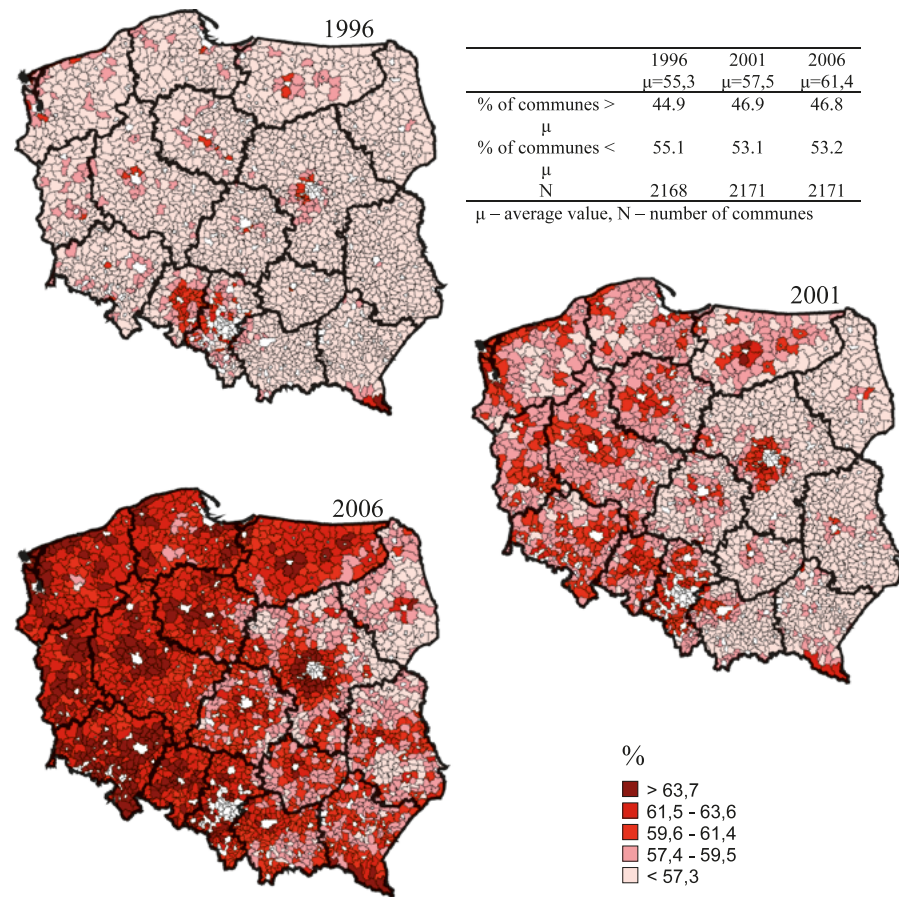 1996
1996 2001 2006
μ=55,3 μ=57,5 μ=61,4
% of communes > 44.9 46.9 46.8
μ
% of communes < 55.1 53.1 53.2
μ
N 2168 2171 2171
μ – average value, N – number of communes
2001
2006
%
> 63,7
61,5 - 63,6
59,6 - 61,4
57,4 - 59,5
< 57,3